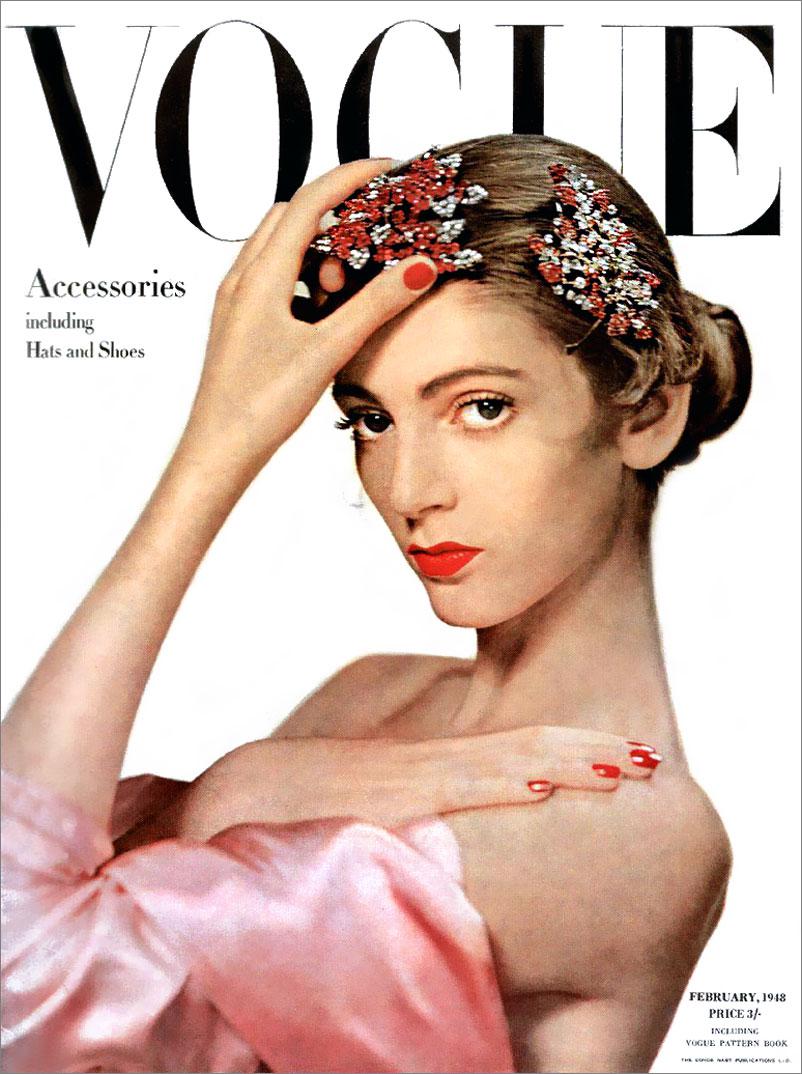 VOGUE
Accessories
including
Hats and Shoes
FEBRUARY, 1948
PRICE 3/-
INCLUDING
VOGUE PATTERN BOOK
THE CONDE NAST PUBLICATIONS LTD.